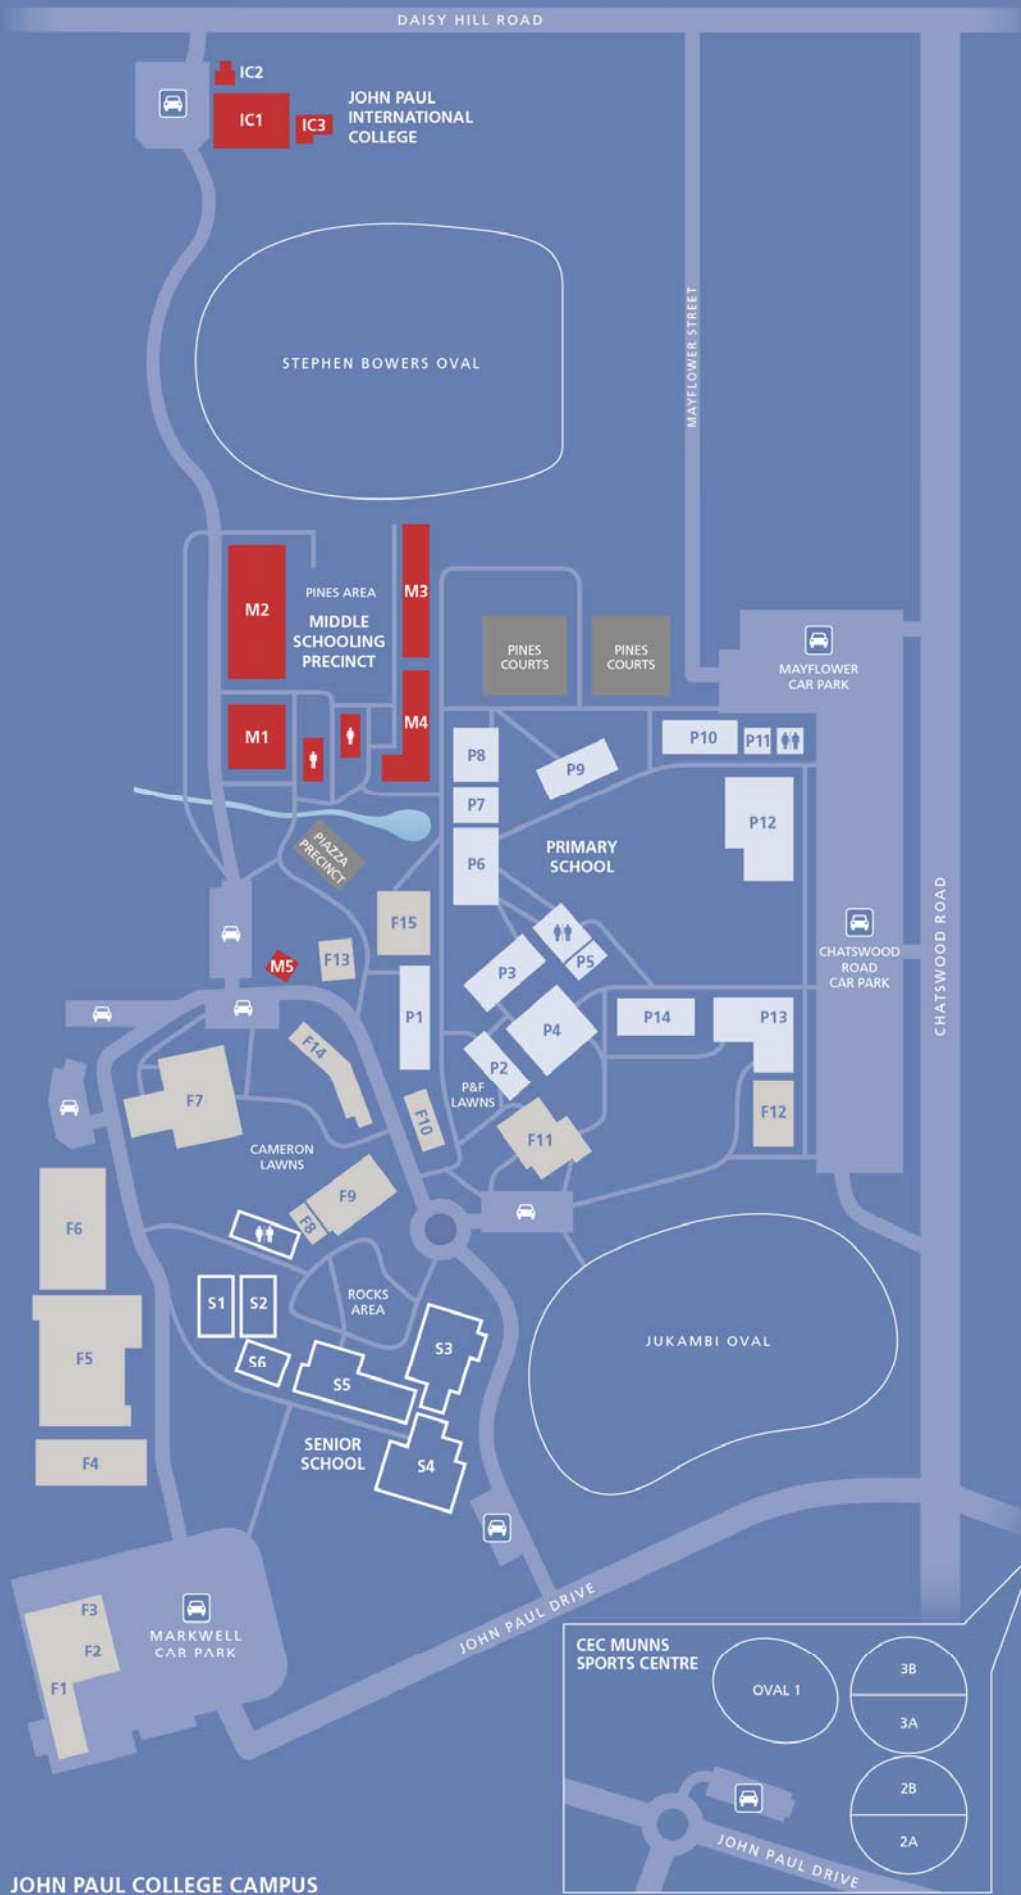 DAISY HILL ROAD
IC2
IC1
IC3
JOHN PAUL
INTERNATIONAL
COLLEGE
STEPHEN BOWERS OVAL
MAYFLOWER STREET
M2
PINES AREA
MIDDLE
SCHOOLING
PRECINCT
M3
M1
M4
PINES
COURTS
PINES
COURTS
MAYFLOWER
CAR PARK
P8
P9
P10
P11
P7
P12
P6
PRIMARY
SCHOOL
PIAZZA
PRECINCT
F15
M5
F13
P3
P5
CHATSWOOD
ROAD
CAR PARK
CHATSWOOD ROAD
P1
P4
P14
P13
P2
P&F
LAWNS
F14
F7
F10
F11
F12
CAMERON
LAWNS
F9
F8
F6
S1
S2
ROCKS
AREA
S6
S5
S3
JUKAMBI OVAL
F5
SENIOR
SCHOOL
S4
F4
F3
F2
F1
MARKWELL
CAR PARK
JOHN PAUL DRIVE
CEC MUNNS
SPORTS CENTRE
OVAL 1
3B
3A
2B
2A
JOHN PAUL DRIVE
JOHN PAUL COLLEGE CAMPUS